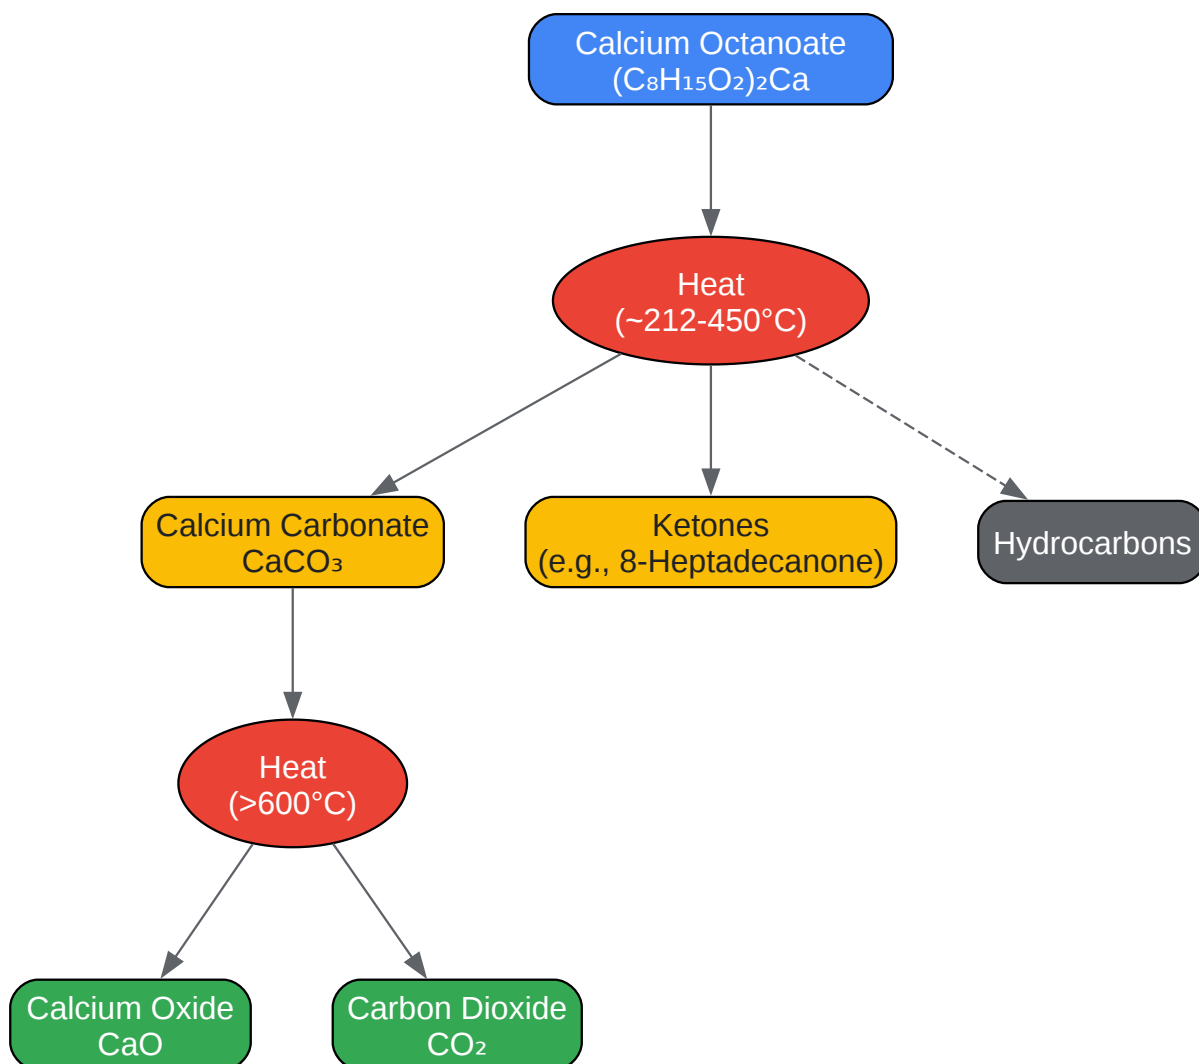 Calcium Octanoate
(C₈H₁₅O₂)₂Ca
Heat
(~212-450°C)
Calcium Carbonate
CaCO₃
Ketones
(e.g., 8-Heptadecanone)
Hydrocarbons
Heat
(>600°C)
Calcium Oxide
CaO
Carbon Dioxide
CO₂